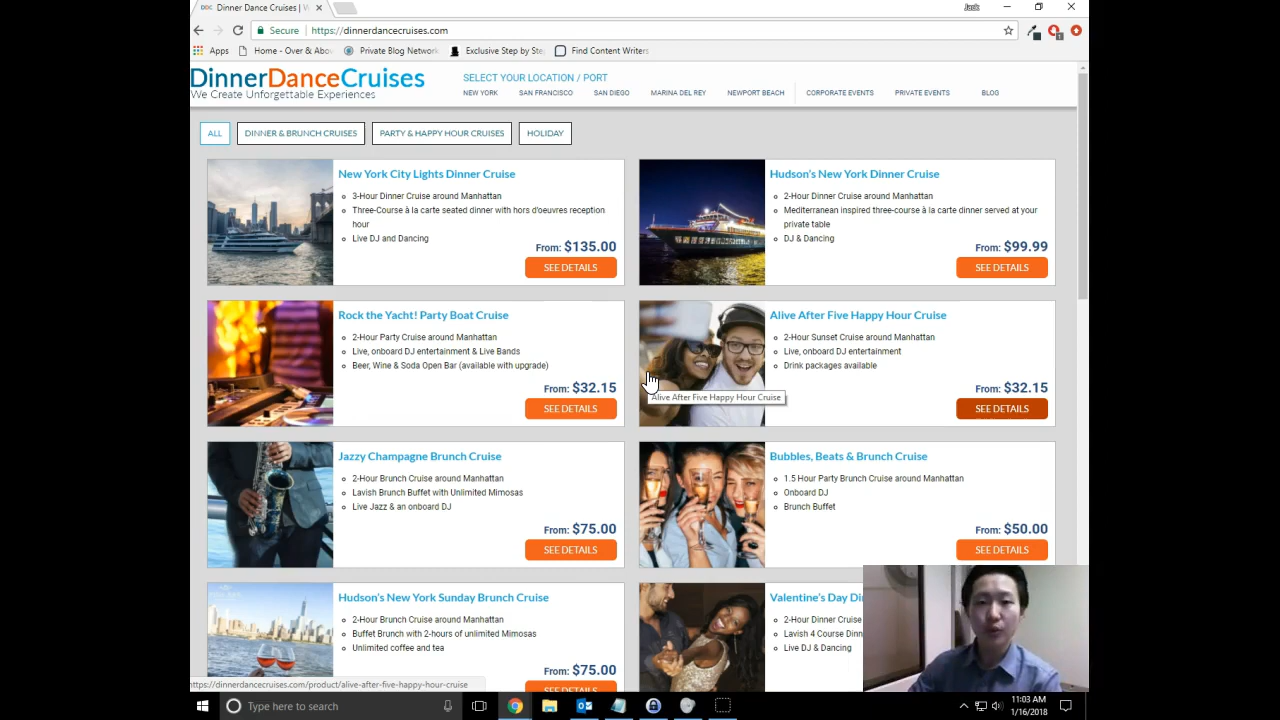 DDC Dinner Dance Cruises |
Jack
Secure
https://dinnerdancecruises.com
Apps
Home - Over & Abo
Private Blog Network
Exclusive Step by Ste
Find Content Writers
DinnerDanceCruises
We Create Unforgettable Experiences
SELECT YOUR LOCATION / PORT
NEW YORK
SAN FRANCISCO
SAN DIEGO
MARINA DEL REY
NEWPORT BEACH
CORPORATE EVENTS
PRIVATE EVENTS
BLOG
ALL
DINNER & BRUNCH CRUISES
PARTY & HAPPY HOUR CRUISES
HOLIDAY
New York City Lights Dinner Cruise
3-Hour Dinner Cruise around Manhattan
Three-Course à la carte seated dinner with hors d'oeuvres reception
hour
Live DJ and Dancing
From: $135.00
SEE DETAILS
Hudson's New York Dinner Cruise
2-Hour Dinner Cruise around Manhattan
Mediterranean inspired three-course à la carte dinner served at your
private table
DJ & Dancing
From: $99.99
SEE DETAILS
Rock the Yacht! Party Boat Cruise
2-Hour Party Cruise around Manhattan
Live, onboard DJ entertainment & Live Bands
Beer, Wine & Soda Open Bar (available with upgrade)
From: $32.15
SEE DETAILS
Alive After Five Happy Hour Cruise
2-Hour Sunset Cruise around Manhattan
Live, onboard DJ entertainment
Drink packages available
Alive After Five Happy Hour Cruise
From: $32.15
SEE DETAILS
Jazzy Champagne Brunch Cruise
2-Hour Brunch Cruise around Manhattan
Lavish Brunch Buffet with Unlimited Mimosas
Live Jazz & an onboard DJ
From: $75.00
SEE DETAILS
Bubbles, Beats & Brunch Cruise
1.5 Hour Party Brunch Cruise around Manhattan
Onboard DJ
Brunch Buffet
From: $50.00
SEE DETAILS
Hudson's New York Sunday Brunch Cruise
2-Hour Brunch Cruise around Manhattan
Buffet Brunch with 2-hours of unlimited Mimosas
Unlimited coffee and tea
From: $75.00
SEE DETAILS
Valentine's Day Di
2-Hour Dinner Cruise
Lavish 4 Course Dinn
Live DJ & Dancing
https://dinnerdancecruises.com/product/alive-after-five-happy-hour-cruise
Type here to search
11:03 AM
1/16/2018